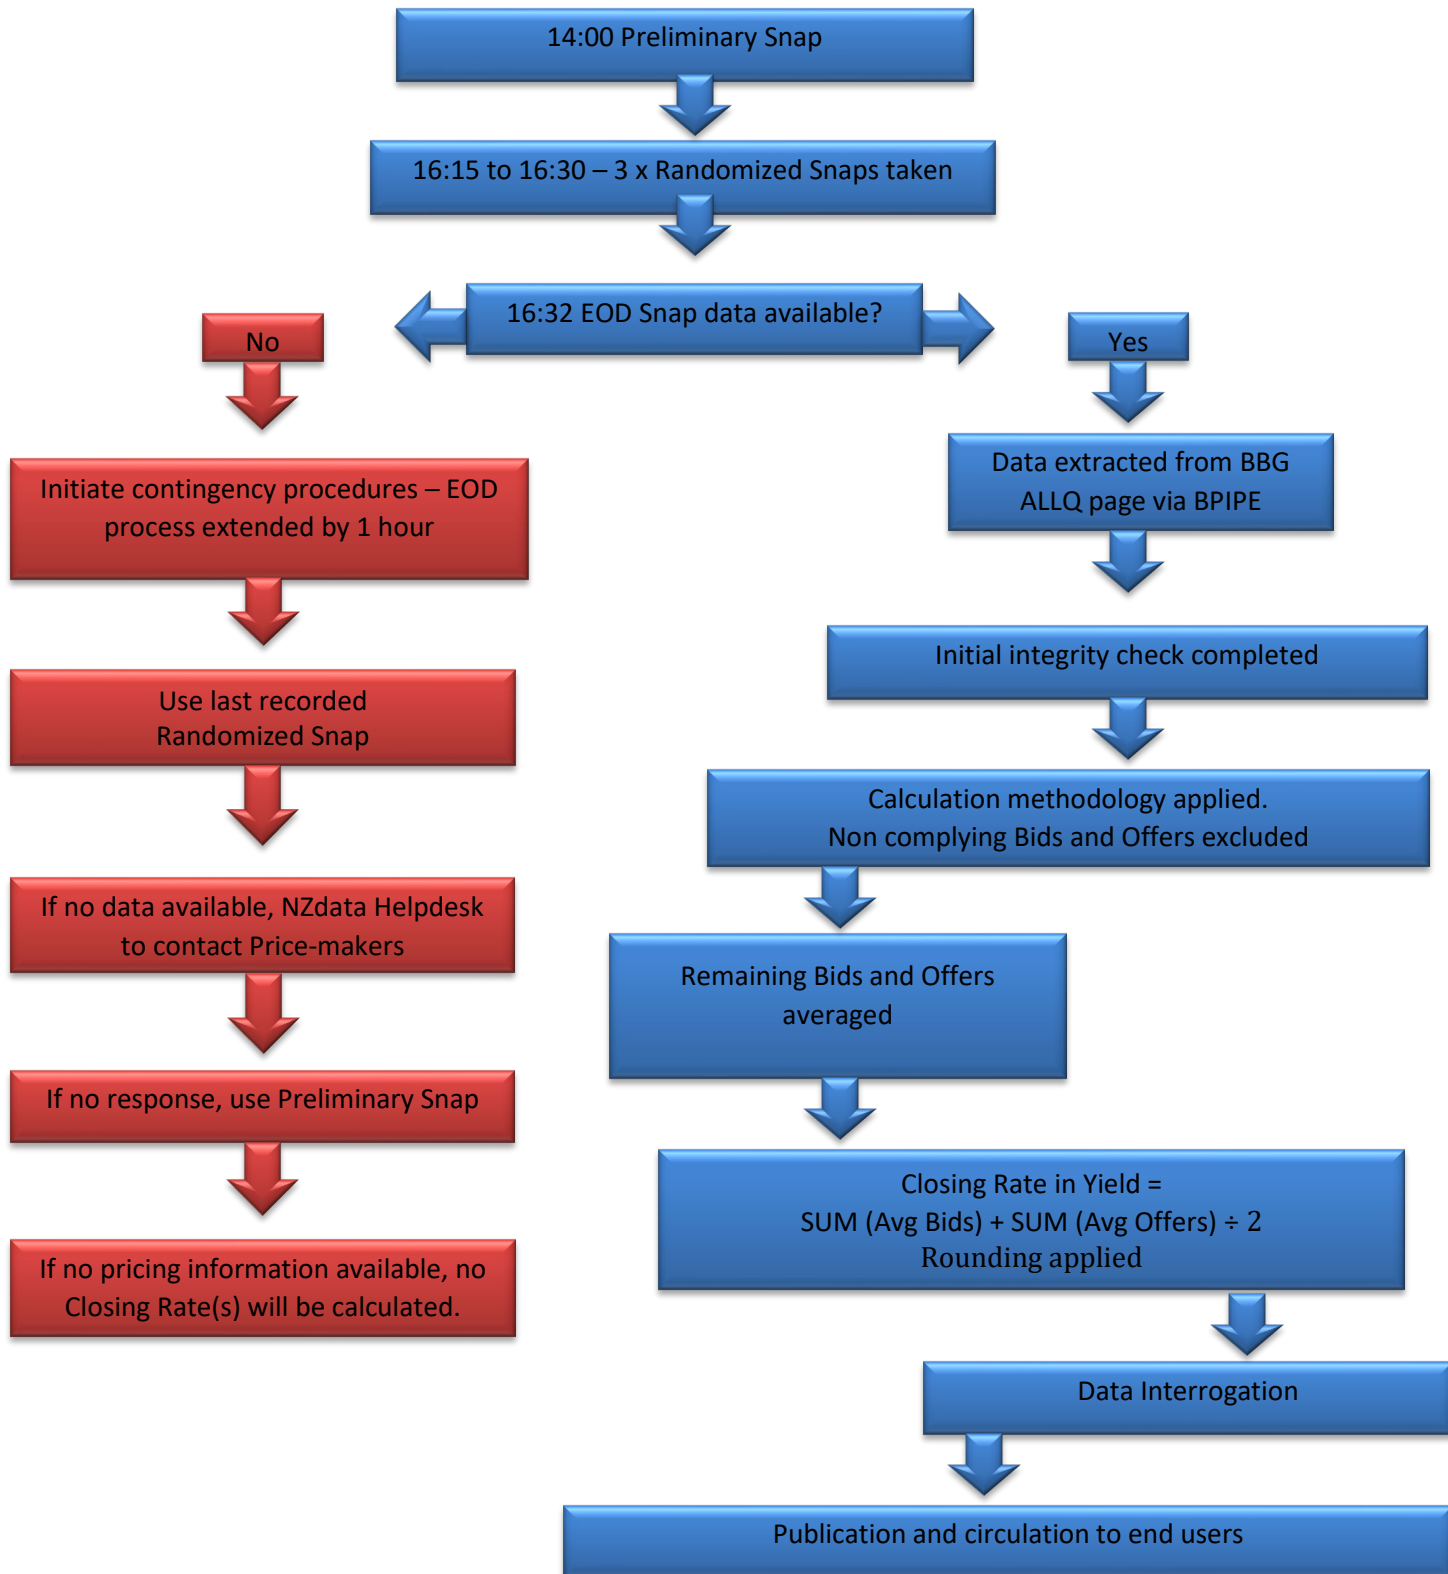 14:00 Preliminary Snap
16:15 to 16:30 – 3 x Randomized Snaps taken
16:32 EOD Snap data available?
No
Yes
Initiate contingency procedures – EOD
process extended by 1 hour
Use last recorded
Randomized Snap
If no data available, NZdata Helpdesk
to contact Price-makers
If no response, use Preliminary Snap
If no pricing information available, no
Closing Rate(s) will be calculated.
Data extracted from BBG
ALLQ page via BPIPE
Initial integrity check completed
Calculation methodology applied.
Non complying Bids and Offers excluded
Remaining Bids and Offers
averaged
Closing Rate in Yield =
SUM (Avg Bids) + SUM (Avg Offers) ÷ 2
Rounding applied
Data Interrogation
Publication and circulation to end users